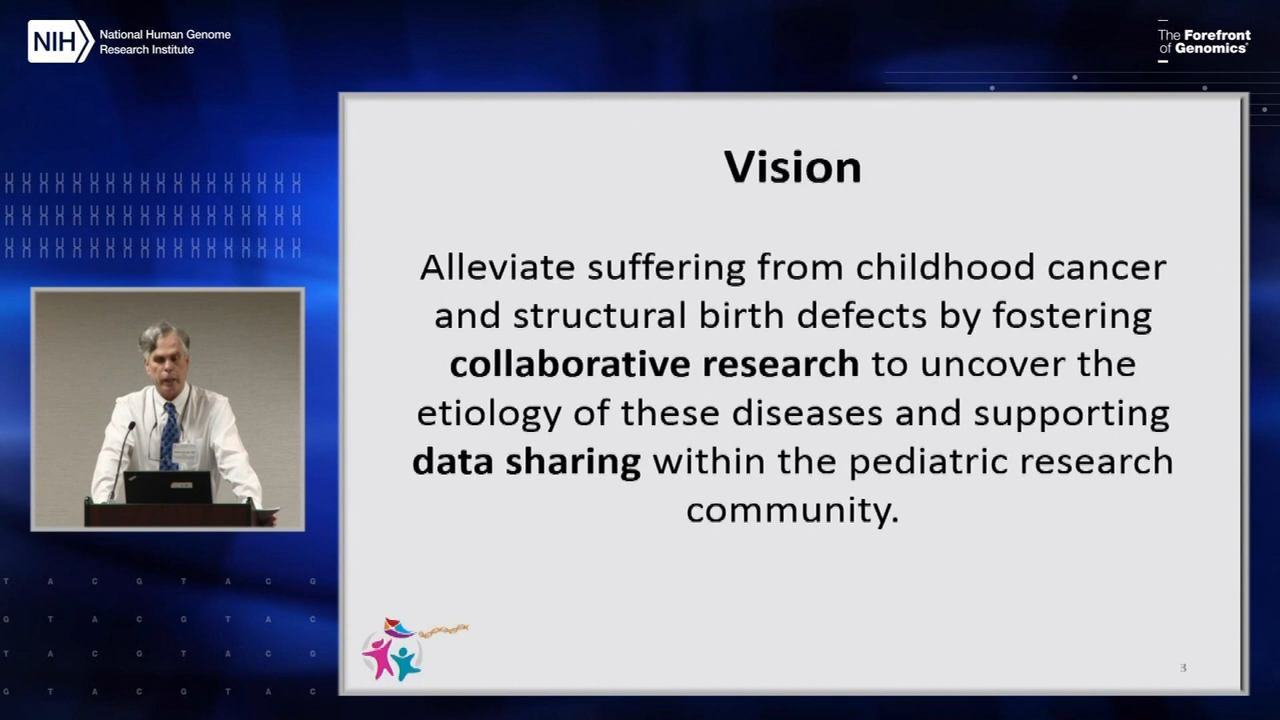 NIH
National Human Genome
Research Institute
The Forefront
of Genomics®
Vision
Alleviate suffering from childhood cancer
and structural birth defects by fostering
collaborative research to uncover the
etiology of these diseases and supporting
data sharing within the pediatric research
community.
3
T A C G T A C G
G T A C G T A C
T A C G T A C G
G T A C G T A C